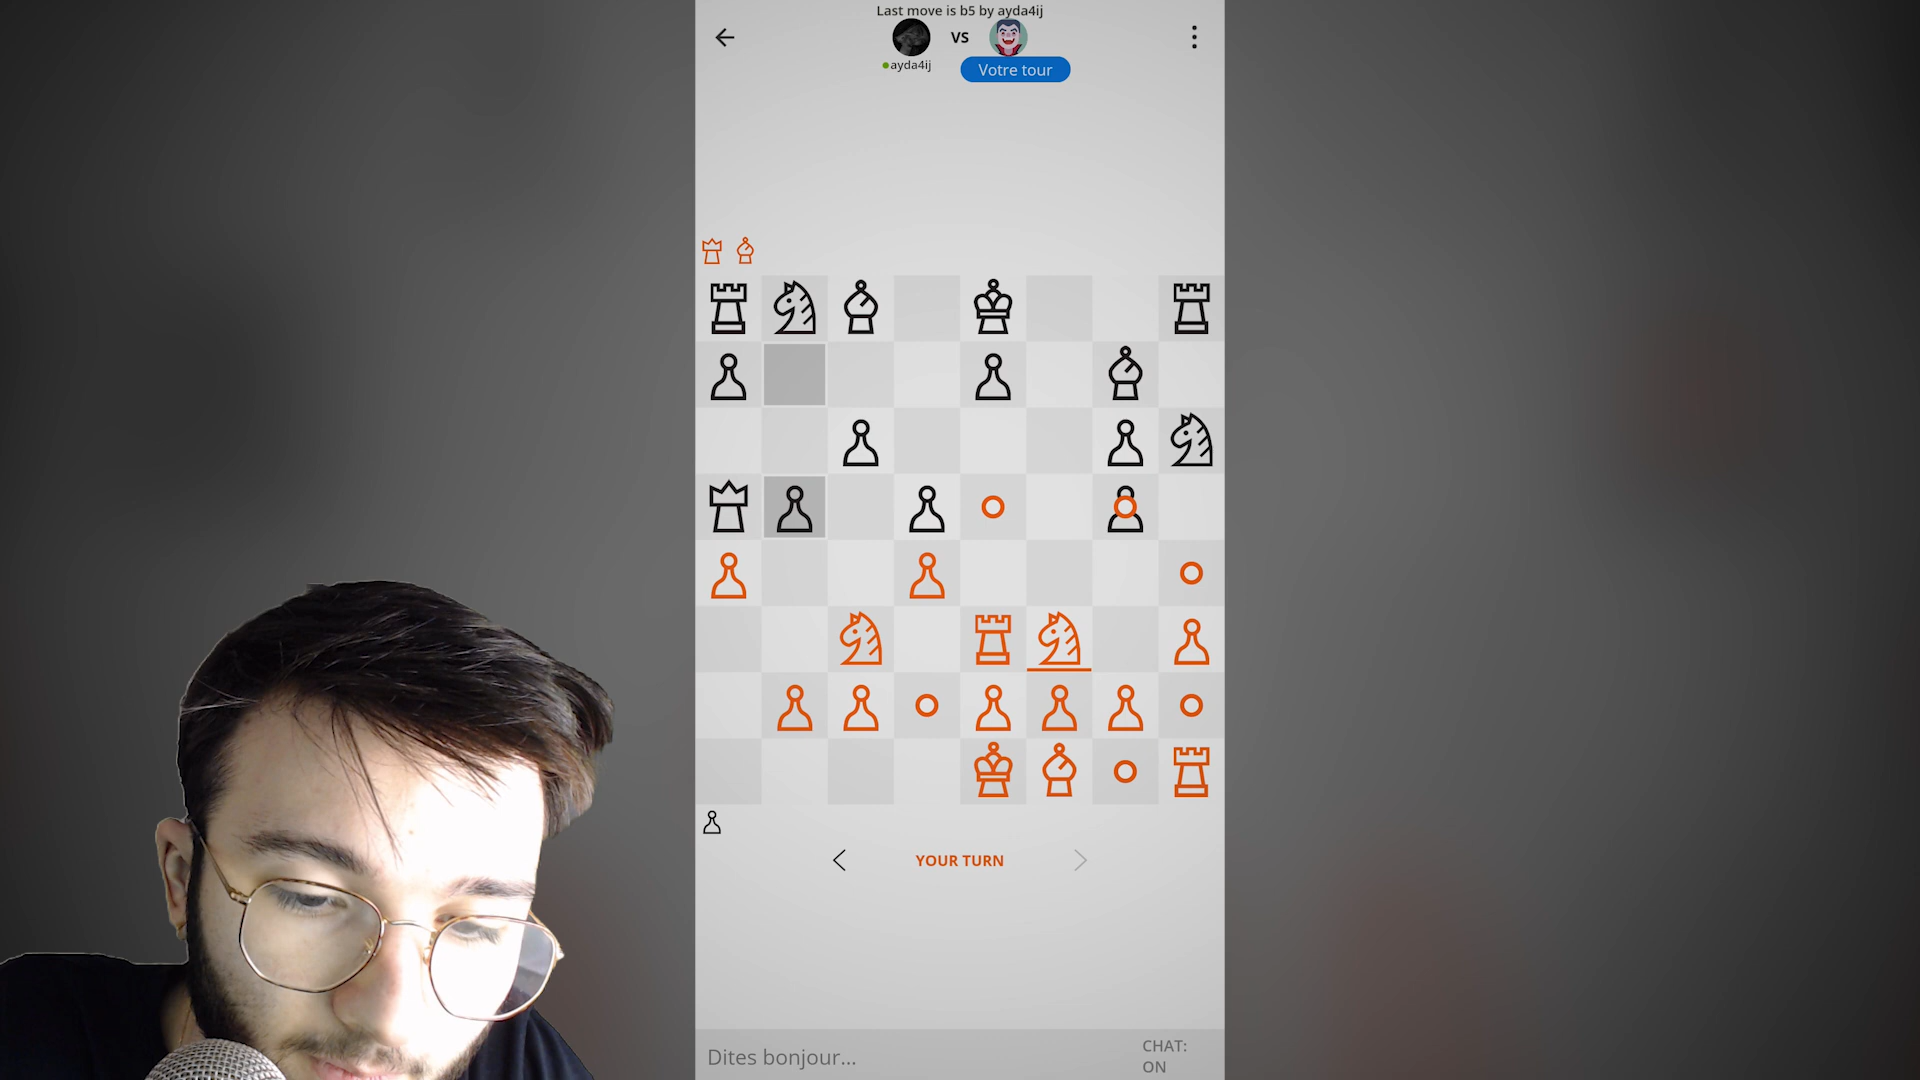 Last move is b5 by ayda4ij
VS
ayda4ij
Votre tour
YOUR TURN
Dites bonjour...
CHAT:
ON